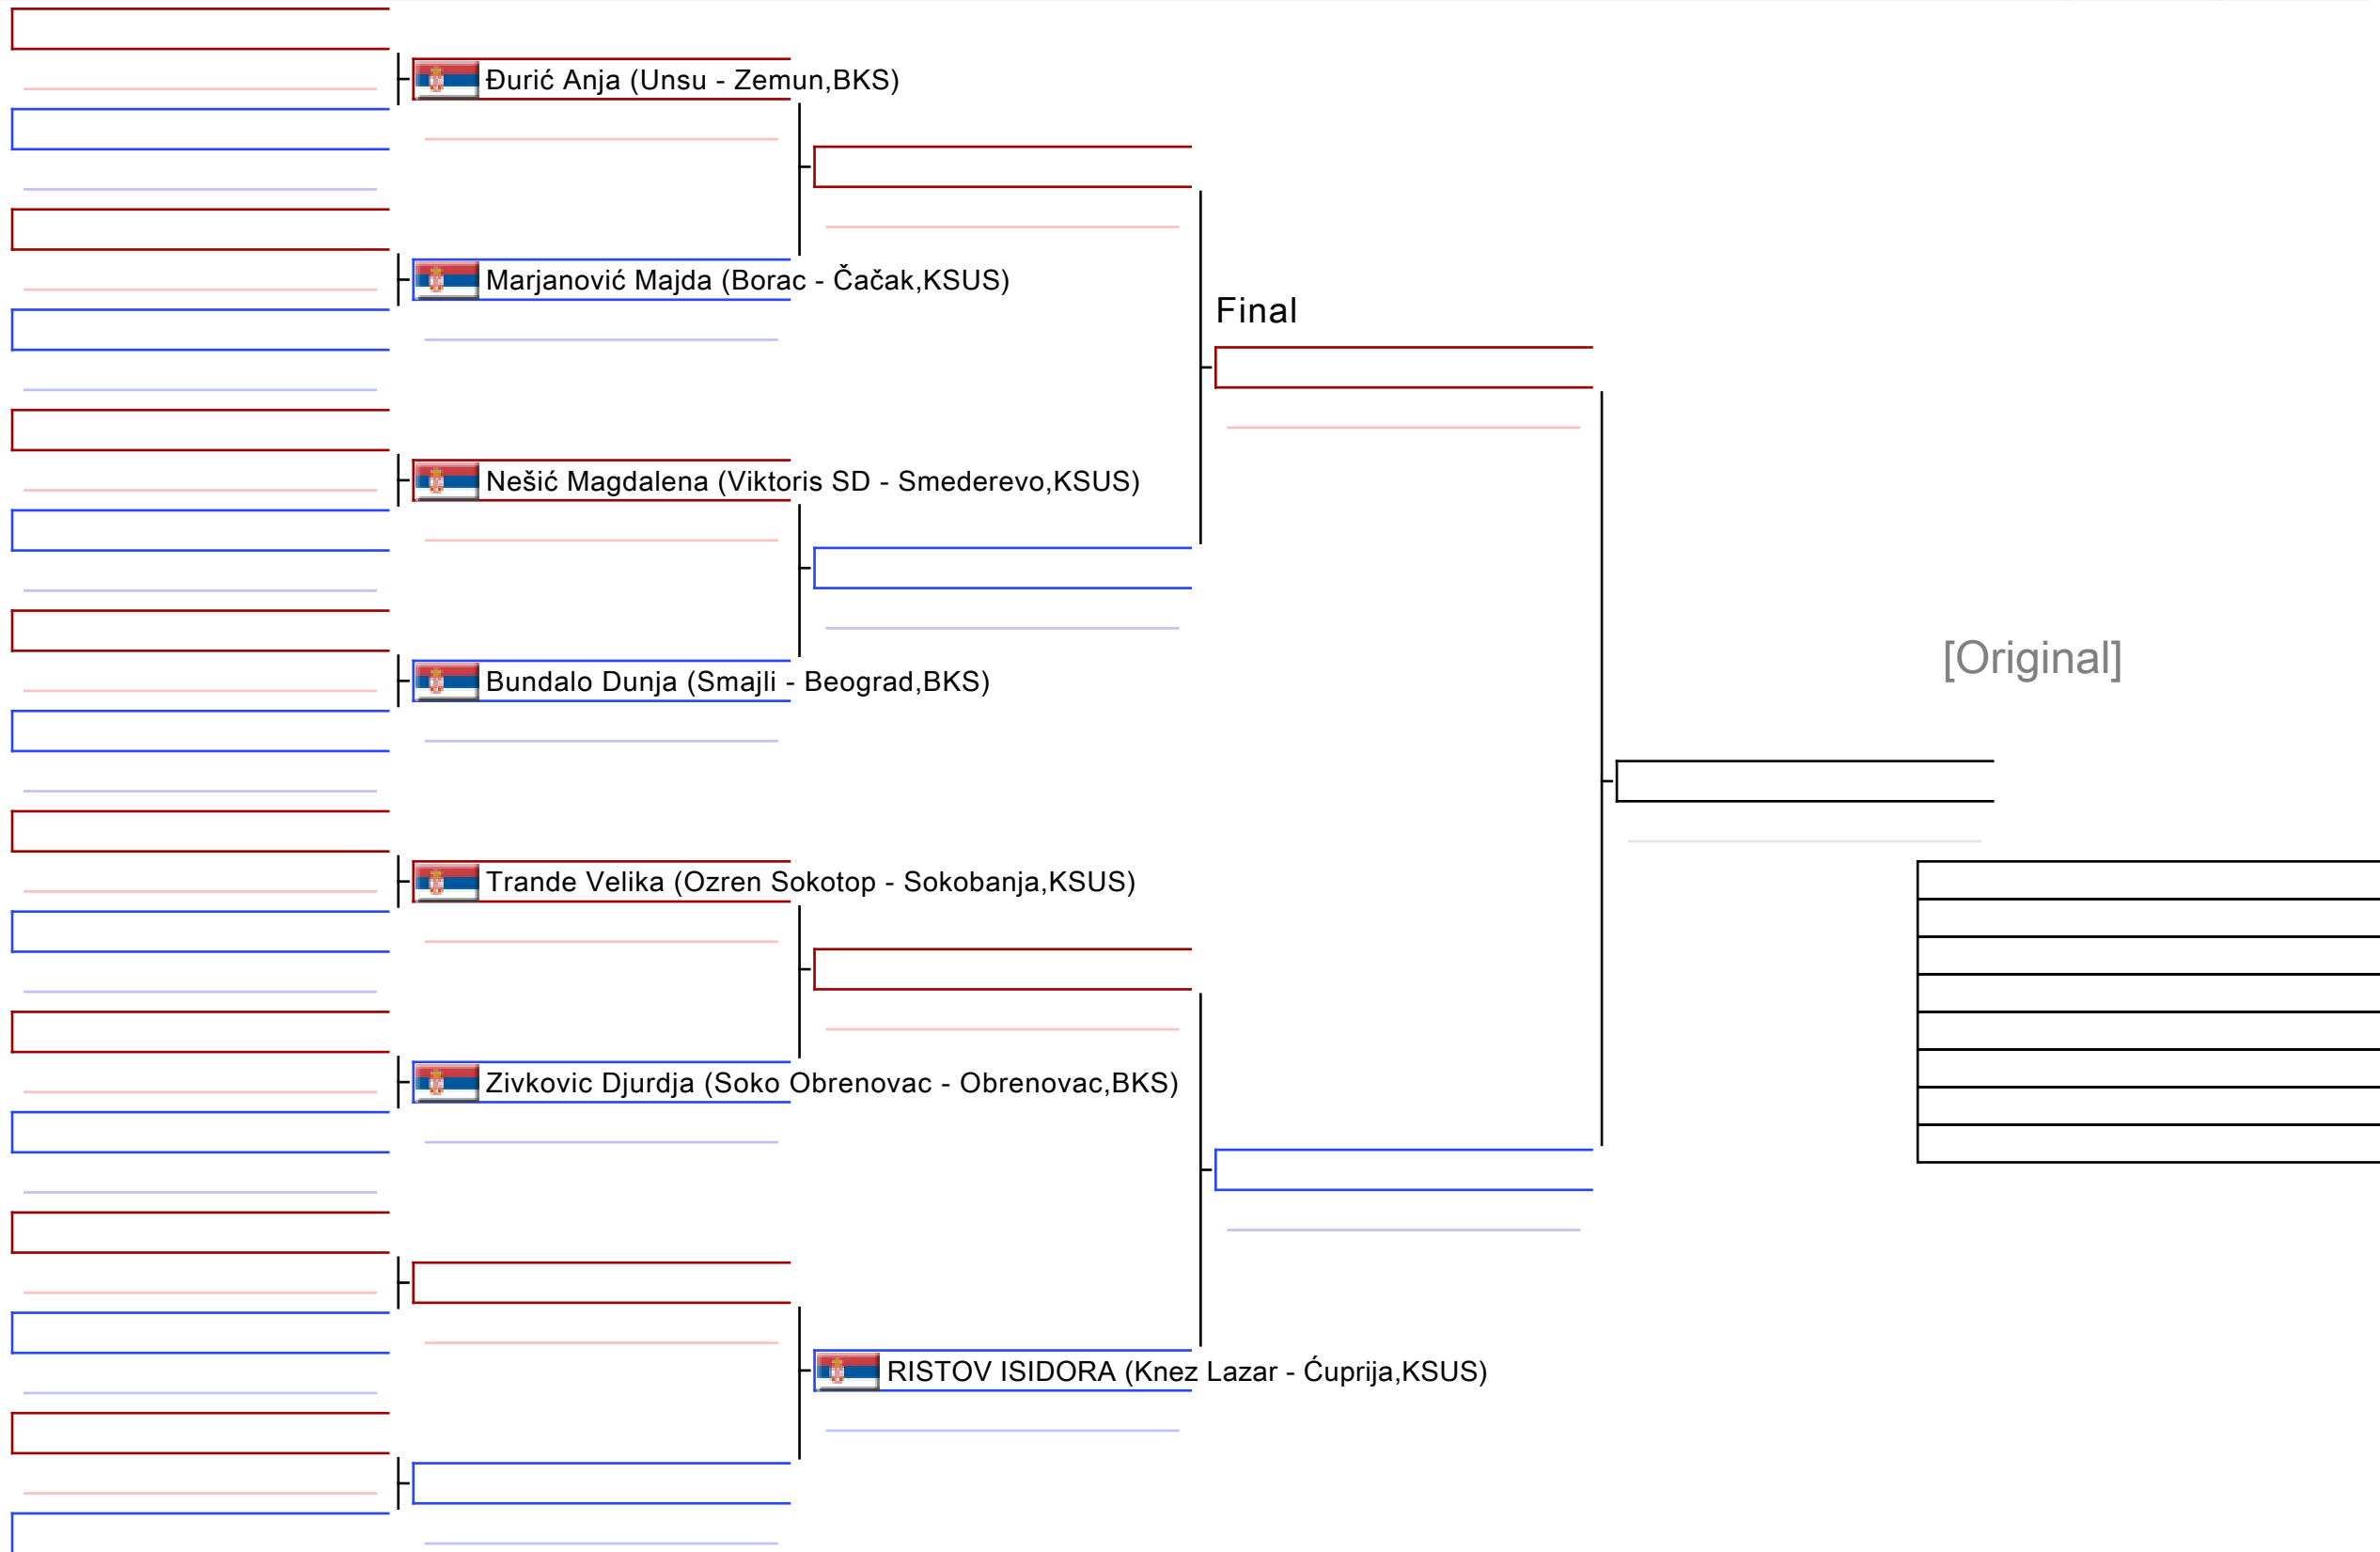 Đurić Anja (Unsu - Zemun,BKS)
Marjanović Majda (Borac - Čačak,KSUS)
Final
Nešić Magdalena (Viktoris SD - Smederevo,KSUS)
[Original]
Bundalo Dunja (Smajli - Beograd,BKS)
Trande Velika (Ozren Sokotop - Sokobanja,KSUS)
Zivkovic Djurdja (Soko Obrenovac - Obrenovac,BKS)
RISTOV ISIDORA (Knez Lazar - Ćuprija,KSUS)